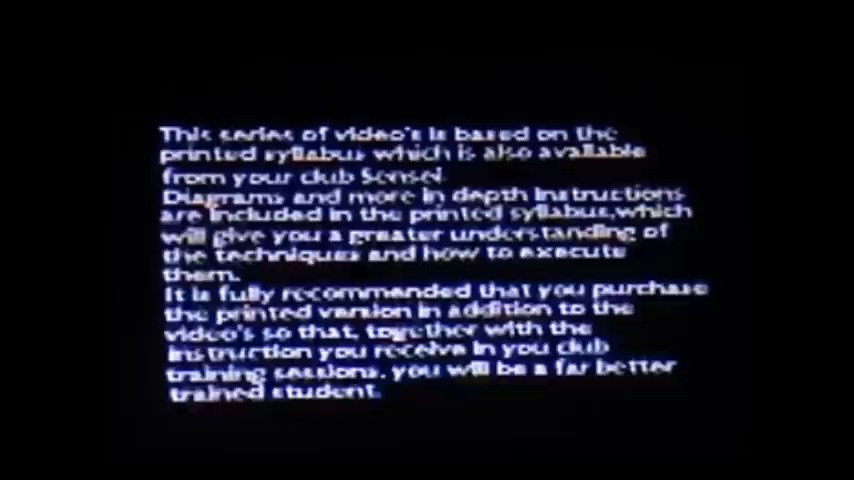 This series of video's is based on the
printed syllabus which is also available
from your club Sensei.
Diagrams and more in depth instructions
are included in the printed syllabus,which
will give you a greater understanding of
the techniques and how to execute
them.
It is fully recommended that you purchase
the printed version in addition to the
video's so that, together with the
instruction you receive in you club
training sessions, you will be a far better
trained student.